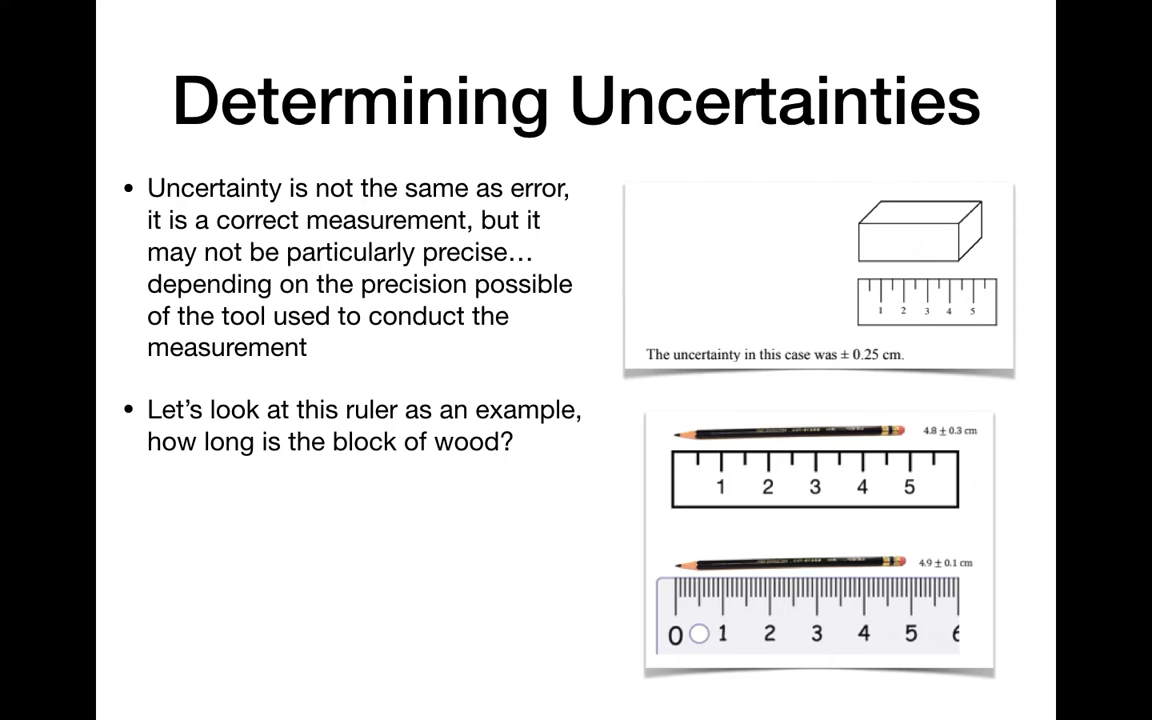 Determining Uncertainties
• Uncertainty is not the same as error,
it is a correct measurement, but it
may not be particularly precise…
depending on the precision possible
of the tool used to conduct the
measurement
• Let’s look at this ruler as an example,
how long is the block of wood?
1 2 3 4 5
The uncertainty in this case was ± 0.25 cm.
4.8 ± 0.3 cm
1 2 3 4 5
4.9 ± 0.1 cm
0 1 2 3 4 5 6